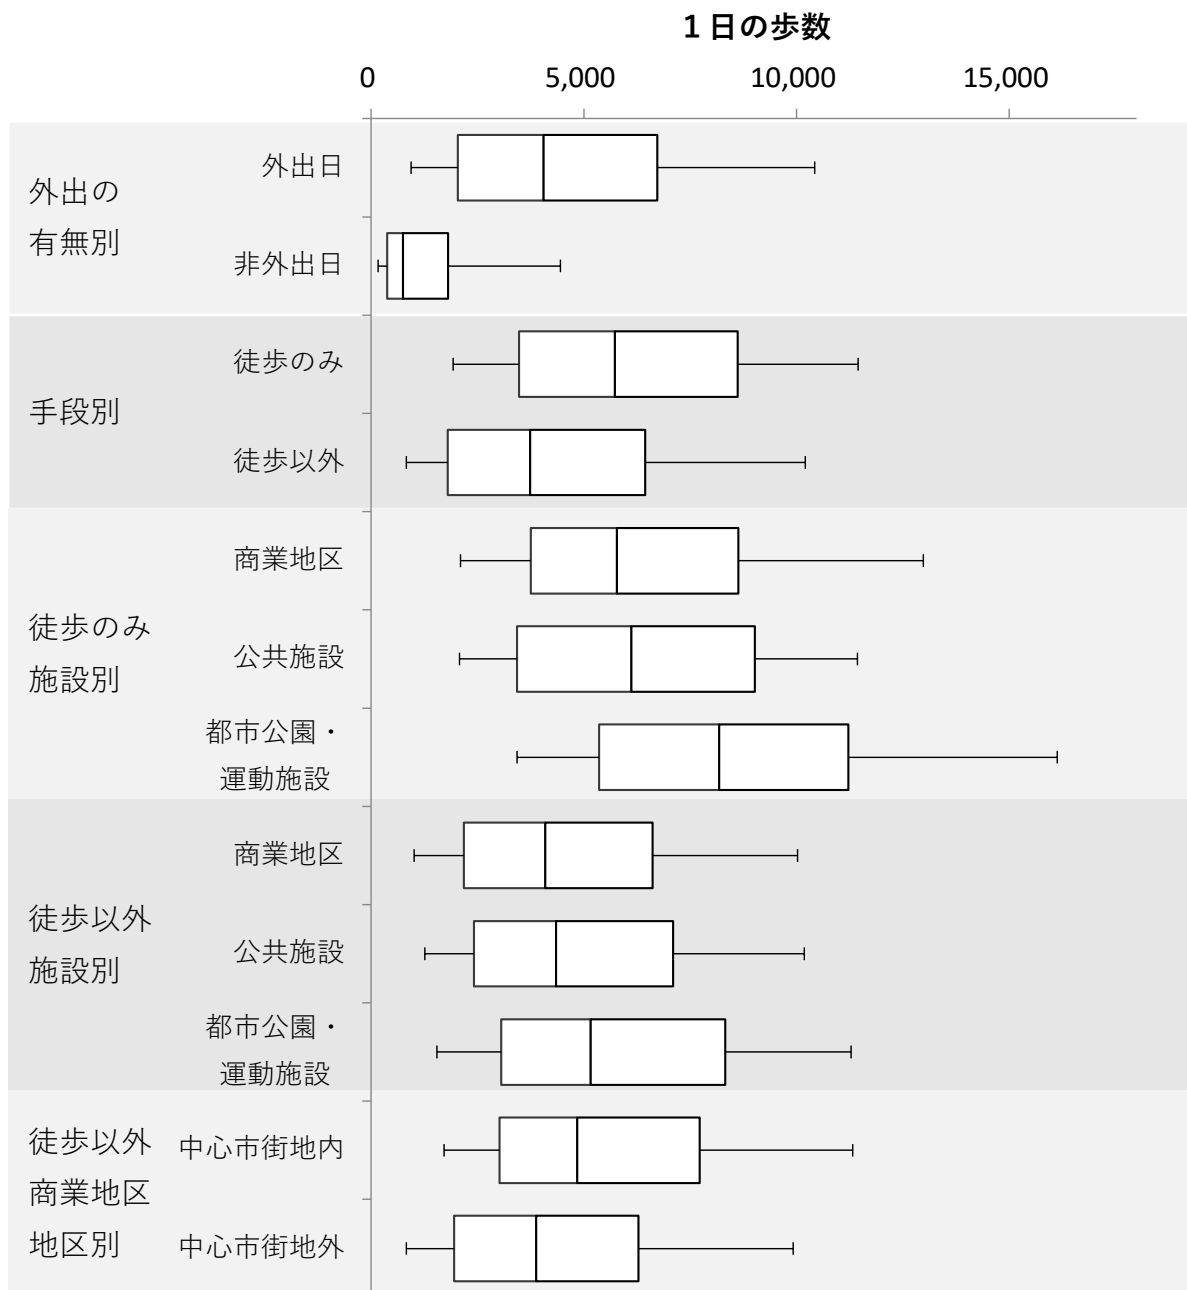 1日の歩数
0 5,000 10,000 15,000
外出の
有無別
外出日
非外出日
手段別
徒歩のみ
徒歩以外
徒歩のみ
施設別
商業地区
公共施設
都市公園・
運動施設
徒歩以外
施設別
商業地区
公共施設
都市公園・
運動施設
徒歩以外
商業地区
地区別
中心市街地内
中心市街地外